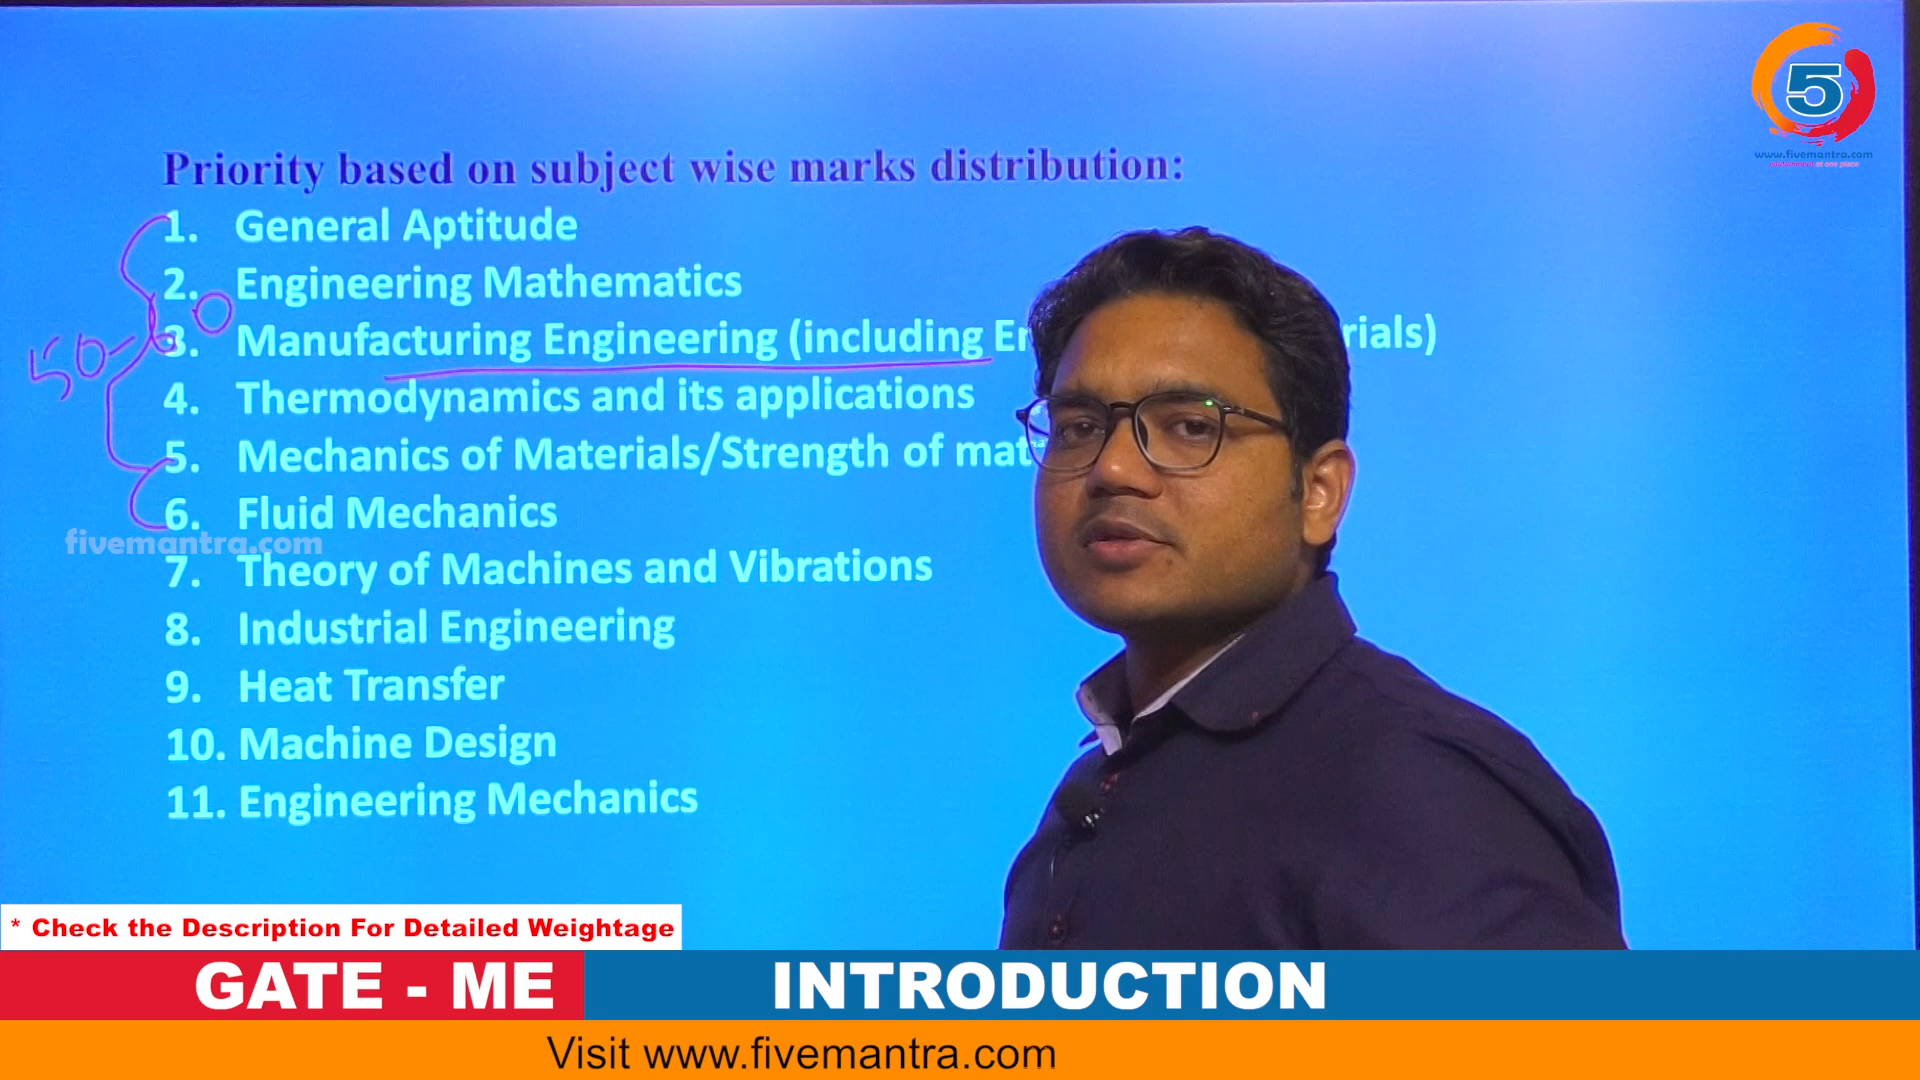 5
www.fivemantra.com
Priority based on subject wise marks distribution:
1. General Aptitude
2. Engineering Mathematics
3. Manufacturing Engineering (including
4. Thermodynamics and its applications
5. Mechanics of Materials/Strength of
6. Fluid Mechanics
fivemantra.com
7. Theory of Machines and Vibrations
8. Industrial Engineering
9. Heat Transfer
10. Machine Design
11. Engineering Mechanics
50-60
* Check the Description For Detailed Weightage
GATE - ME INTRODUCTION
Visit www.fivemantra.com